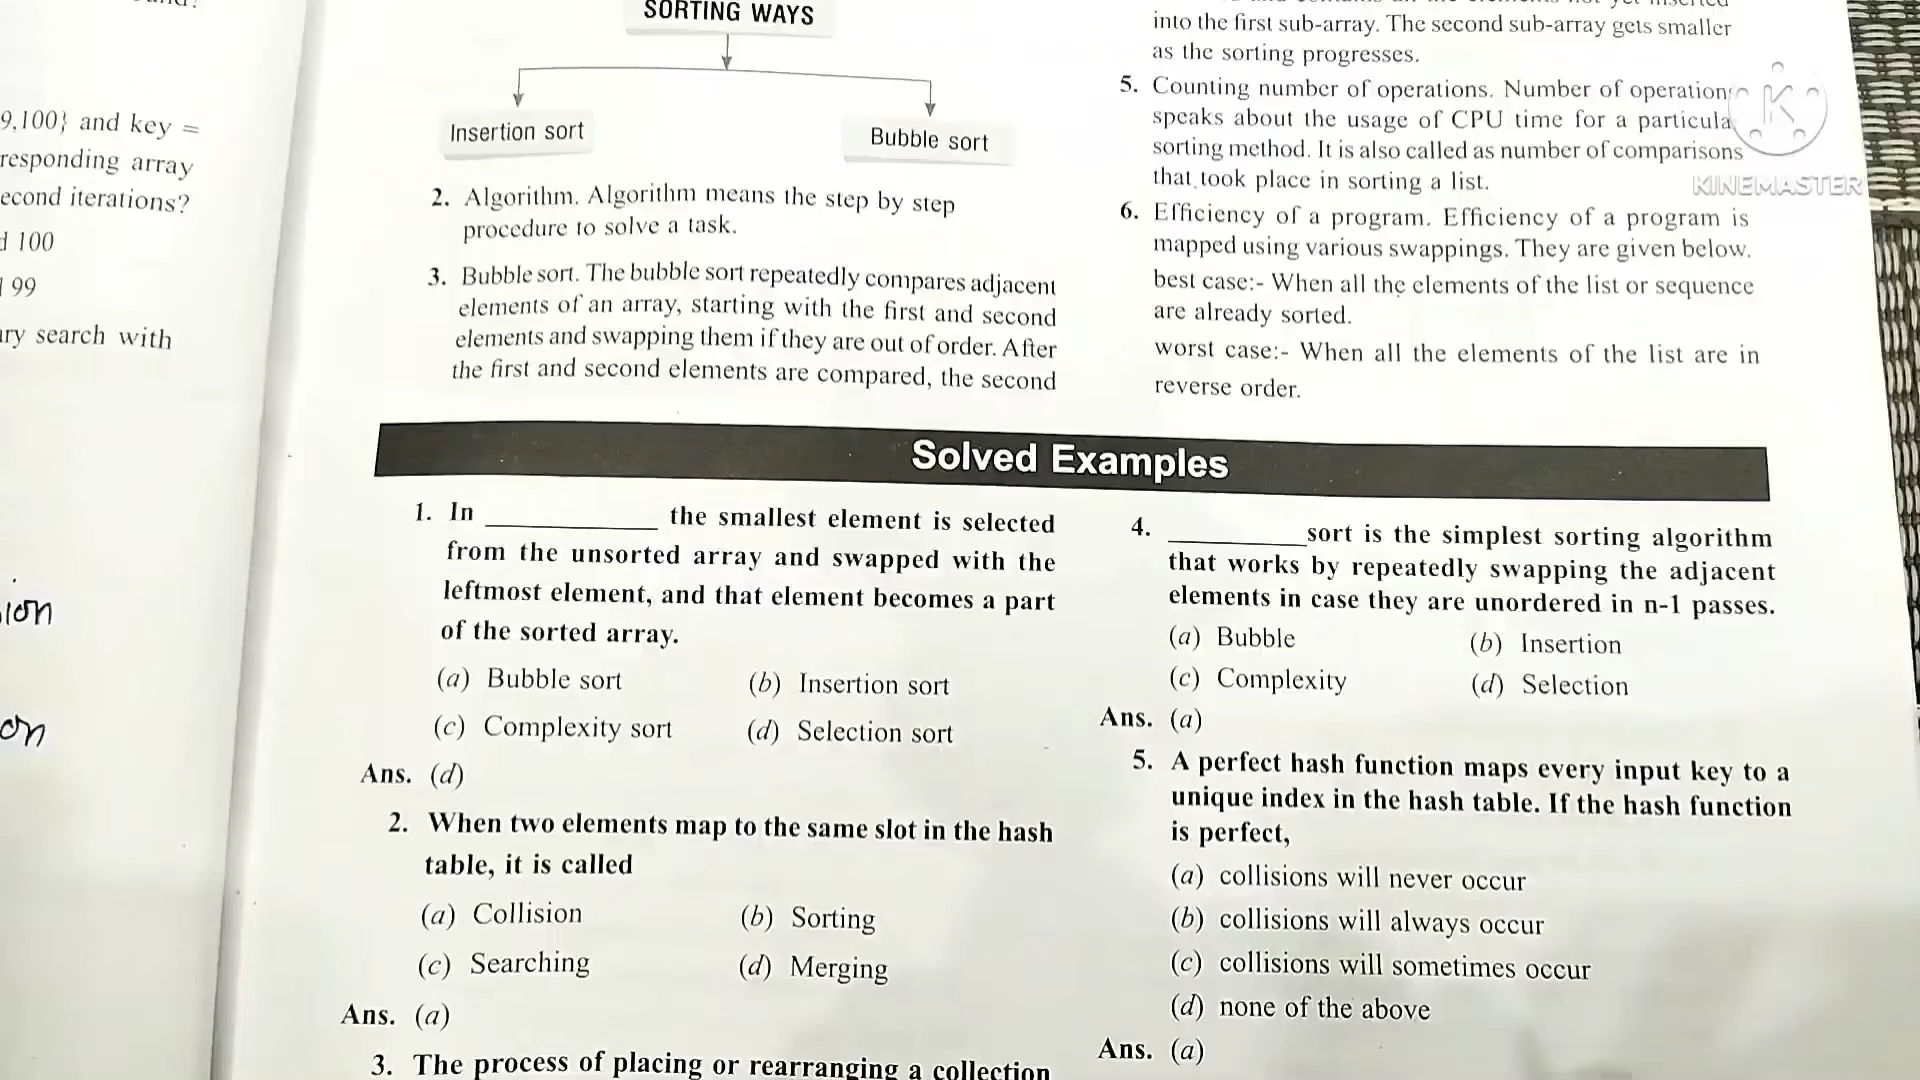 9,100} and key =
responding array
econd iterations?
100
99
ary search with
SORTING WAYS
Insertion sort
Bubble sort
2. Algorithm. Algorithm means the step by step
procedure to solve a task.
3. Bubble sort. The bubble sort repeatedly compares adjacent
elements of an array, starting with the first and second
elements and swapping them if they are out of order. After
the first and second elements are compared, the second
into the first sub-array. The second sub-array gets smaller
as the sorting progresses.
5. Counting number of operations. Number of operations
speaks about the usage of CPU time for a particula
sorting method. It is also called as number of comparisons
that took place in sorting a list.
6. Efficiency of a program. Efficiency of a program is
mapped using various swappings. They are given below.
best case:- When all the elements of the list or sequence
are already sorted.
worst case:- When all the elements of the list are in
reverse order.
KINEMASTER
Solved Examples
1. In ____________ the smallest element is selected
from the unsorted array and swapped with the
leftmost element, and that element becomes a part
of the sorted array.
(a) Bubble sort (b) Insertion sort
(c) Complexity sort (d) Selection sort
Ans. (d)
2. When two elements map to the same slot in the hash
table, it is called
(a) Collision (b) Sorting
(c) Searching (d) Merging
Ans. (a)
3. The process of placing or rearranging a collection
4. __________ sort is the simplest sorting algorithm
that works by repeatedly swapping the adjacent
elements in case they are unordered in n-1 passes.
(a) Bubble (b) Insertion
(c) Complexity (d) Selection
Ans. (a)
5. A perfect hash function maps every input key to a
unique index in the hash table. If the hash function
is perfect,
(a) collisions will never occur
(b) collisions will always occur
(c) collisions will sometimes occur
(d) none of the above
Ans. (a)